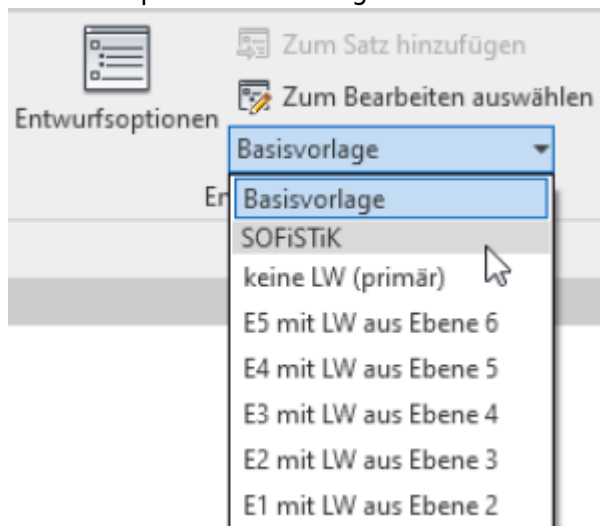 Zum Satz hinzufügen
Zum Bearbeiten auswählen
Entwurfsoptionen
Basisvorlage
Er
Basisvorlage
SOFiSTiK
keine LW (primär)
E5 mit LW aus Ebene 6
E4 mit LW aus Ebene 5
E3 mit LW aus Ebene 4
E2 mit LW aus Ebene 3
E1 mit LW aus Ebene 2